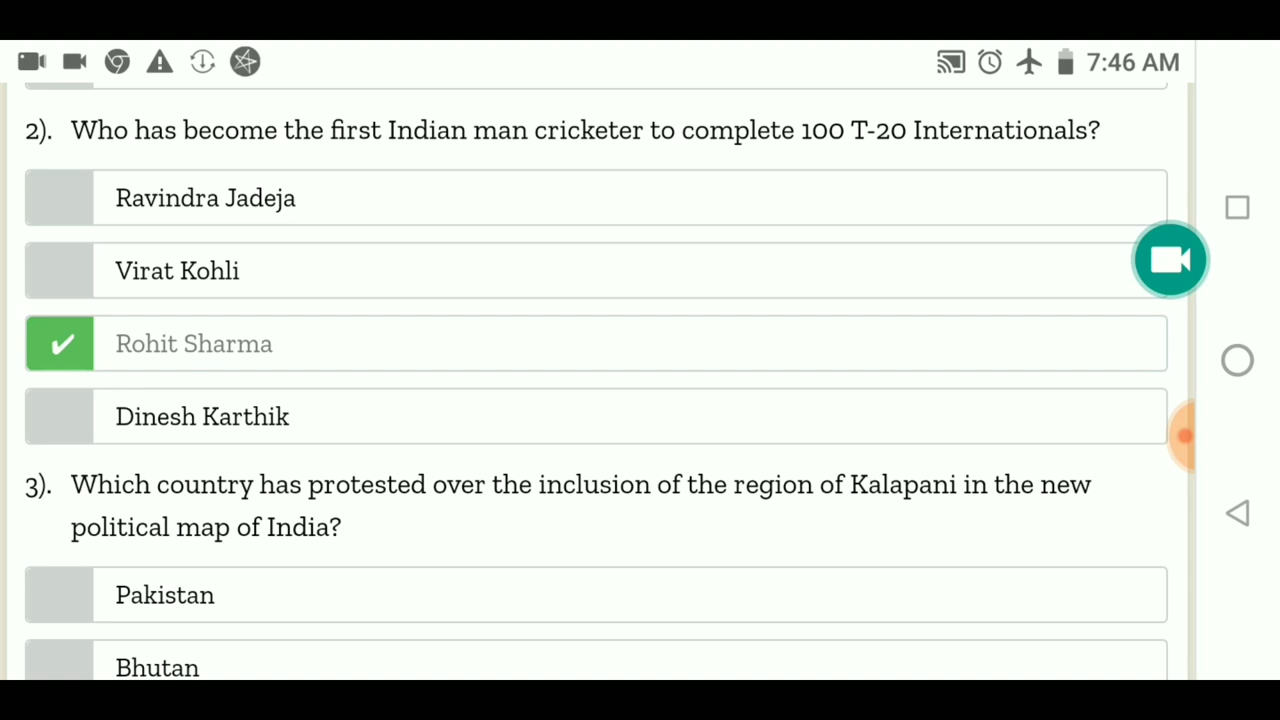 7:46 AM
2). Who has become the first Indian man cricketer to complete 100 T-20 Internationals?
Ravindra Jadeja
Virat Kohli
Rohit Sharma
Dinesh Karthik
3). Which country has protested over the inclusion of the region of Kalapani in the new
political map of India?
Pakistan
Bhutan